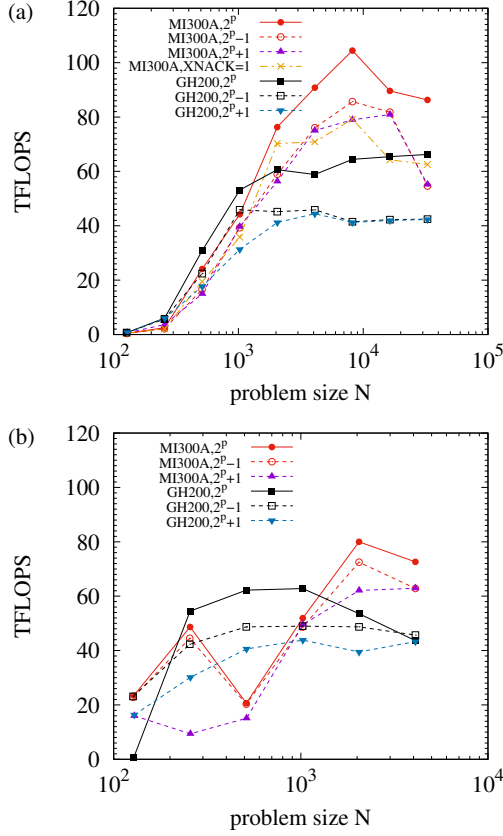 (a)
120
100
80
60
40
20
0
TFLOPS
MI300A,2^p
MI300A,2^p−1
MI300A,2^p+1
MI300A,XNACK=1
GH200,2^p
GH200,2^p−1
GH200,2^p+1
10^2 10^3 10^4 10^5
problem size N
(b)
120
100
80
60
40
20
0
TFLOPS
MI300A,2^p
MI300A,2^p−1
MI300A,2^p+1
GH200,2^p
GH200,2^p−1
GH200,2^p+1
10^2 10^3 10^4
problem size N